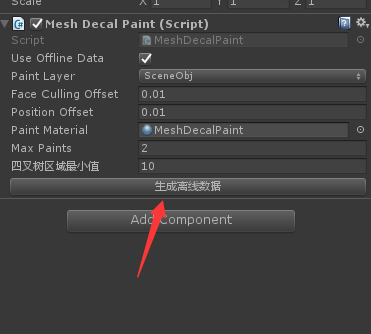 Scale X 1 Y 1 Z 1
Mesh Decal Paint (Script)
Script MeshDecalPaint
Use Offline Data
Paint Layer SceneObj
Face Culling Offset 0.01
Position Offset 0.01
Paint Material MeshDecalPaint
Max Paints 2
四叉树区域最小值 10
生成离线数据
Add Component